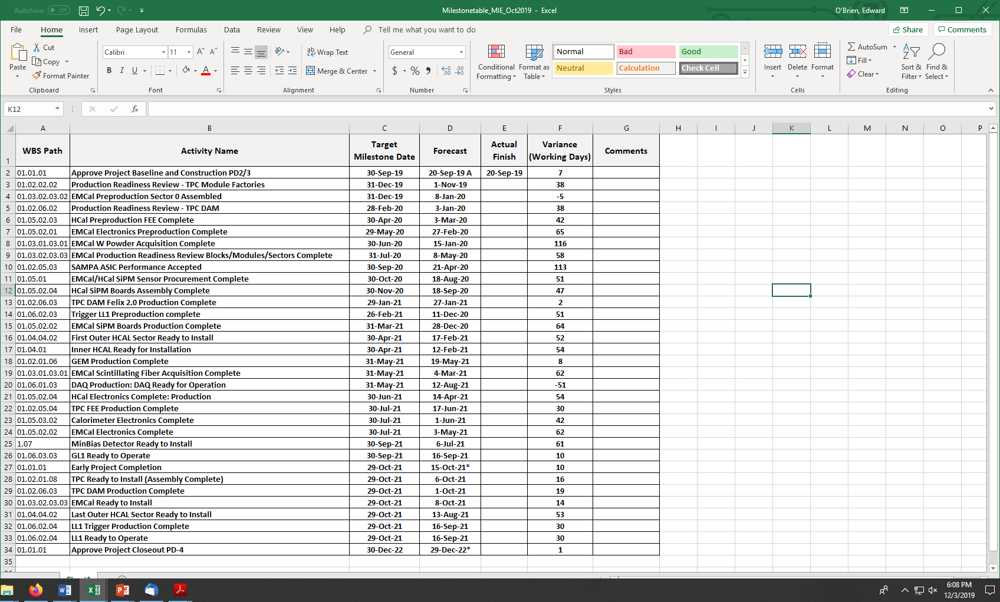 AutoSave Off Milestonetable_MIE_Oct2019 - Excel O'Brien, Edward
File Home Insert Page Layout Formulas Data Review View Help Tell me what you want to do Share Comments
Paste Cut Copy Format Painter Clipboard
Calibri 11 A A B I U A Font
ab Wrap Text Merge & Center Alignment
General $ % 9 Number
Conditional Formatting Format as Table Normal Bad Good Neutral Calculation Check Cell Styles
Insert Delete Format Cells
AutoSum Fill Clear Sort & Filter Find & Select Editing
K12 fx
A B C D E F G H I J K L M N O P
1 WBS Path Activity Name Target Milestone Date Forecast Actual Finish Variance (Working Days) Comments
2 01.01.01 Approve Project Baseline and Construction PD2/3 30-Sep-19 20-Sep-19 A 20-Sep-19 7
3 01.02.02.02 Production Readiness Review - TPC Module Factories 31-Dec-19 1-Nov-19 38
4 01.03.02.03.02 EMCal Preproduction Sector 0 Assembled 31-Dec-19 8-Jan-20 -5
5 01.02.06.02 Production Readiness Review - TPC DAM 28-Feb-20 3-Jan-20 38
6 01.05.02.03 HCal Preproduction FEE Complete 30-Apr-20 3-Mar-20 42
7 01.05.02.01 EMCal Electronics Preproduction Complete 29-May-20 27-Feb-20 65
8 01.03.01.03.01 EMCal W Powder Acquisition Complete 30-Jun-20 15-Jan-20 116
9 01.03.02.03.03 EMCal Production Readiness Review Blocks/Modules/Sectors Complete 31-Jul-20 8-May-20 58
10 01.02.05.03 SAMPA ASIC Performance Accepted 30-Sep-20 21-Apr-20 113
11 01.05.01 EMCal/HCal SiPM Sensor Procurement Complete 30-Oct-20 18-Aug-20 51
12 01.05.02.04 HCal SiPM Boards Assembly Complete 30-Nov-20 18-Sep-20 47
13 01.02.06.03 TPC DAM Felix 2.0 Production Complete 29-Jan-21 27-Jan-21 2
14 01.06.02.03 Trigger LL1 Preproduction complete 26-Feb-21 11-Dec-20 51
15 01.05.02.02 EMCal SiPM Boards Production Complete 31-Mar-21 28-Dec-20 64
16 01.04.04.02 First Outer HCAL Sector Ready to Install 30-Apr-21 17-Feb-21 52
17 01.04.01 Inner HCAL Ready for Installation 30-Apr-21 12-Feb-21 54
18 01.02.01.06 GEM Production Complete 31-May-21 19-May-21 8
19 01.03.01.03.01 EMCal Scintillating Fiber Acquisition Complete 31-May-21 4-Mar-21 62
20 01.06.01.03 DAQ Production: DAQ Ready for Operation 31-May-21 12-Aug-21 -51
21 01.05.02.04 HCal Electronics Complete: Production 30-Jun-21 14-Apr-21 54
22 01.02.05.04 TPC FEE Production Complete 30-Jul-21 17-Jun-21 30
23 01.05.03.02 Calorimeter Electronics Complete 30-Jul-21 1-Jun-21 42
24 01.05.02.02 EMCal Electronics Complete 30-Jul-21 3-May-21 62
25 1.07 MinBias Detector Ready to Install 30-Sep-21 6-Jul-21 61
26 01.06.03.03 GL1 Ready to Operate 30-Sep-21 16-Sep-21 10
27 01.01.01 Early Project Completion 29-Oct-21 15-Oct-21* 10
28 01.02.01.08 TPC Ready to Install (Assembly Complete) 29-Oct-21 6-Oct-21 16
29 01.02.06.03 TPC DAM Production Complete 29-Oct-21 1-Oct-21 19
30 01.03.02.03.03 EMCal Ready to Install 29-Oct-21 8-Oct-21 14
31 01.04.04.02 Last Outer HCAL Sector Ready to Install 29-Oct-21 13-Aug-21 53
32 01.06.02.04 LL1 Trigger Production Complete 29-Oct-21 16-Sep-21 30
33 01.06.02.04 LL1 Ready to Operate 29-Oct-21 16-Sep-21 30
34 01.01.01 Approve Project Closeout PD-4 30-Dec-22 29-Dec-22* 1
35
6:08 PM
12/3/2019